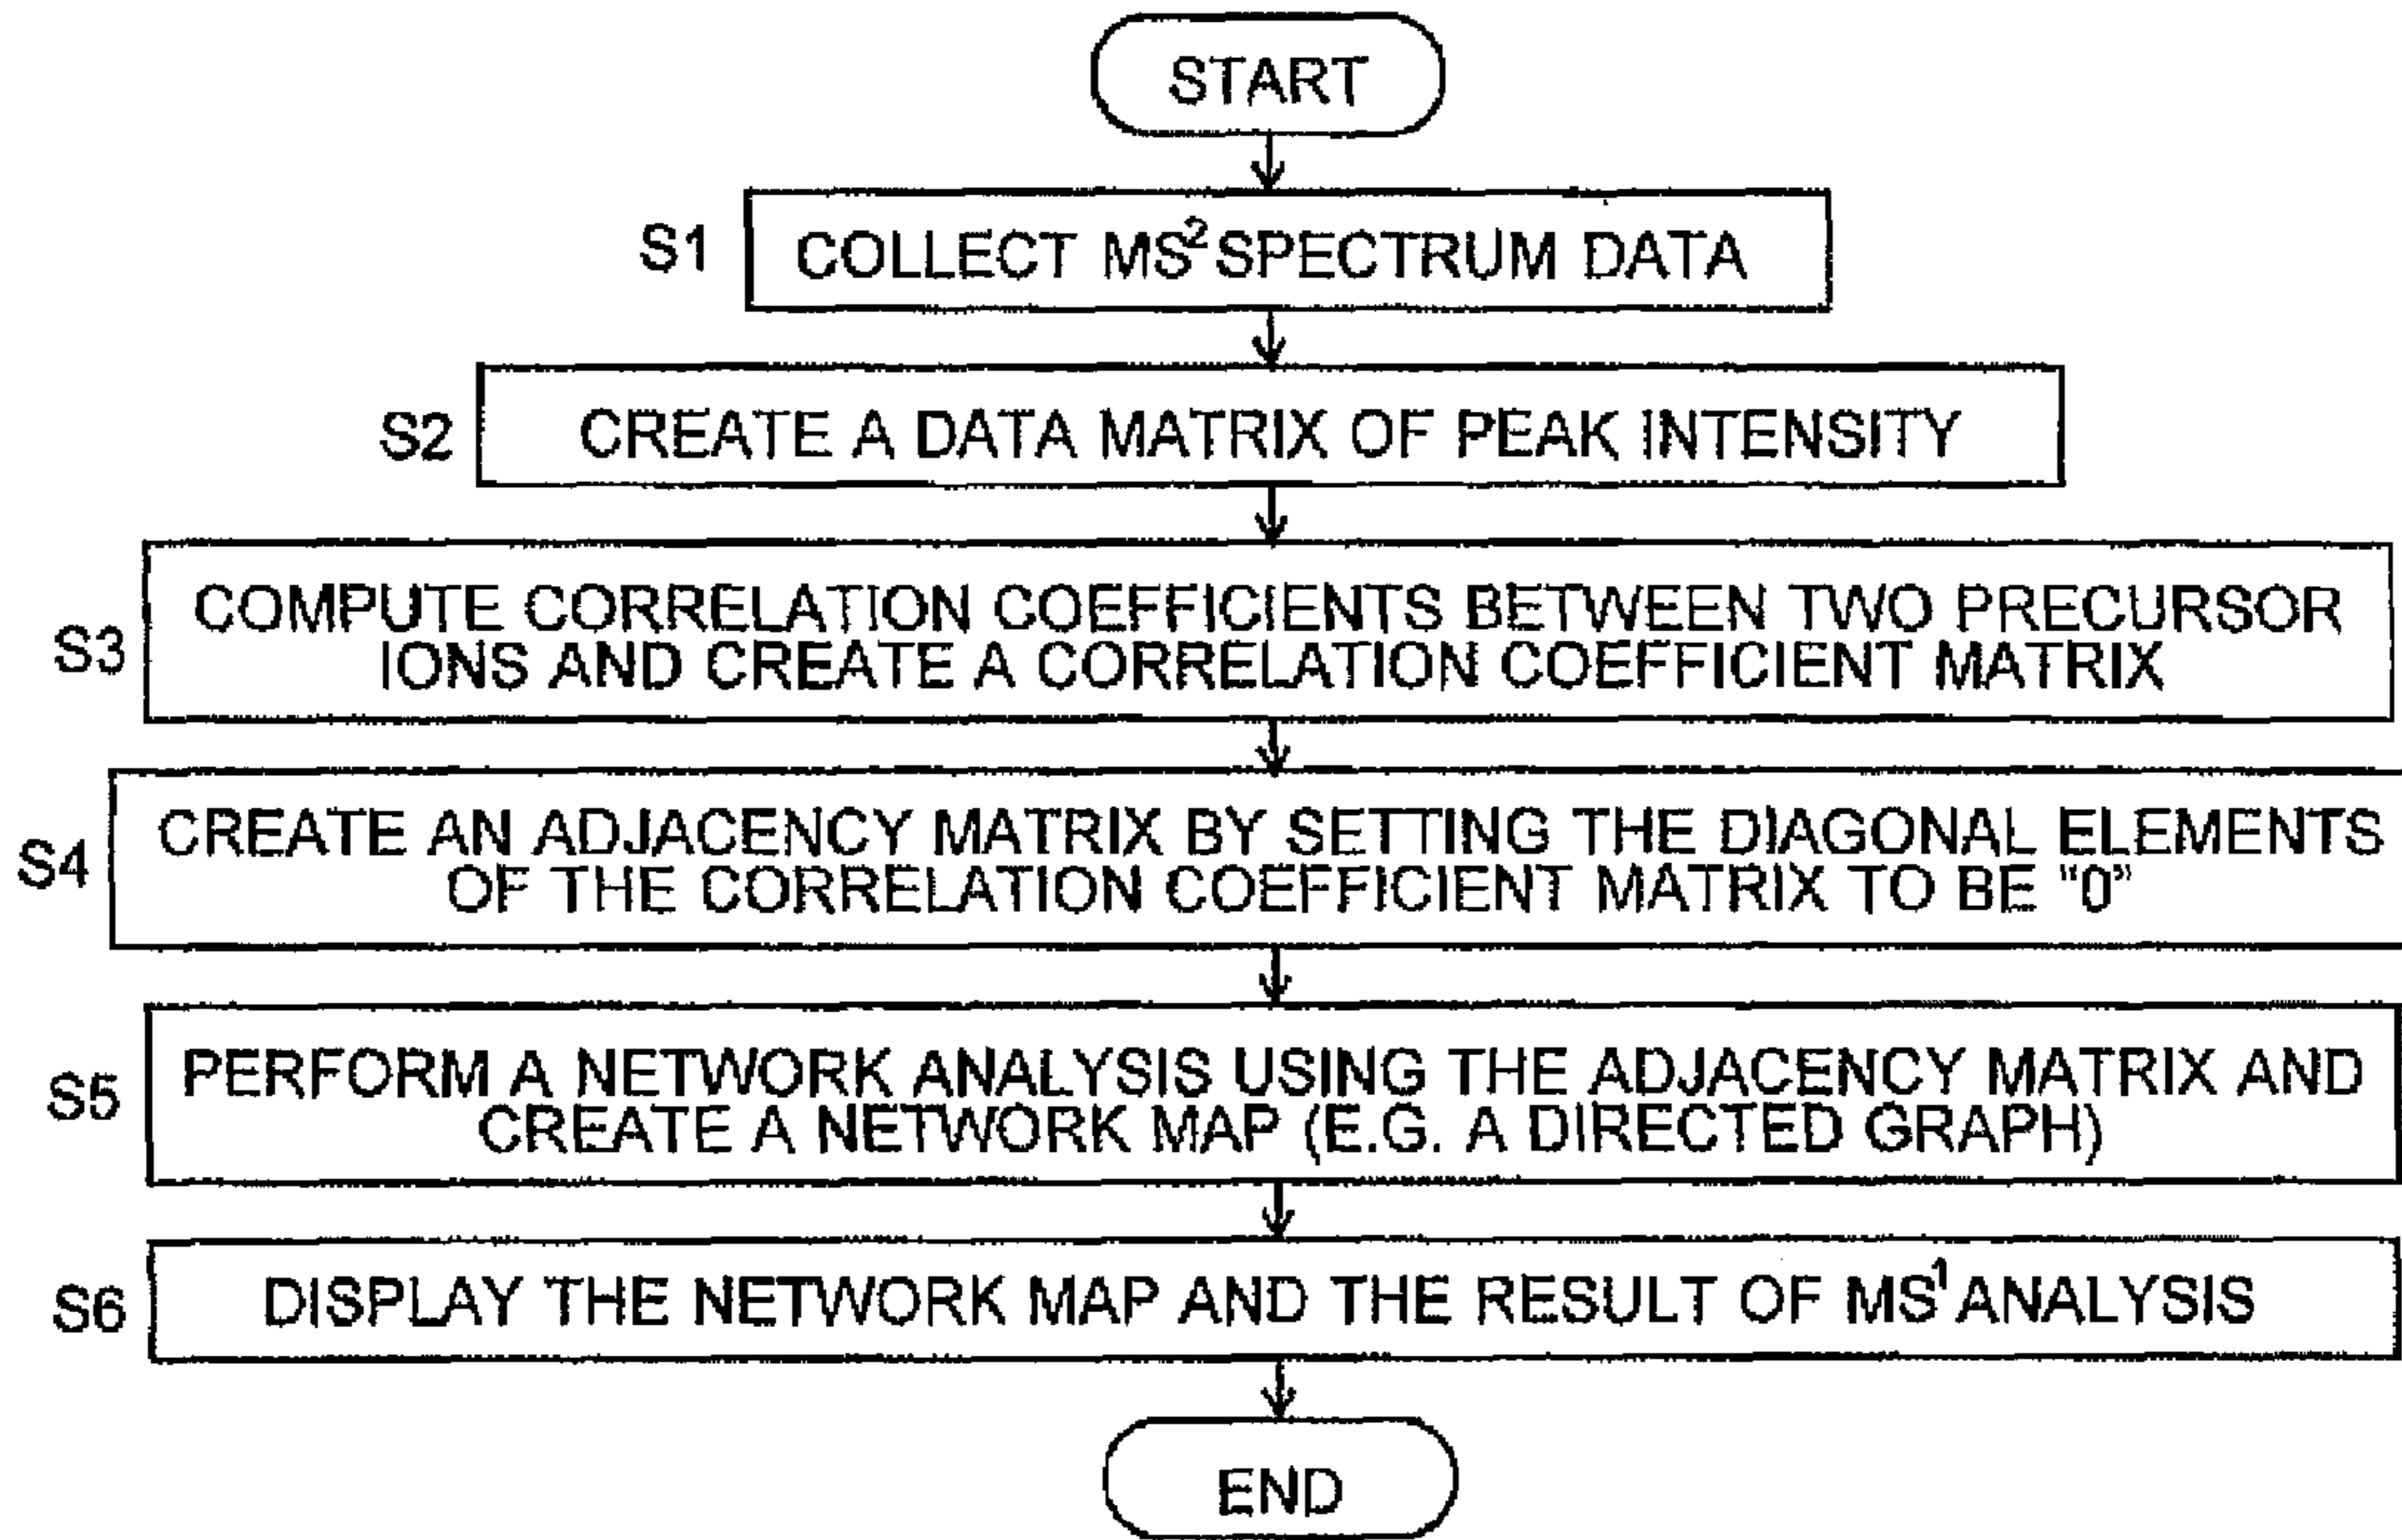 START
S1 COLLECT MS² SPECTRUM DATA
S2 CREATE A DATA MATRIX OF PEAK INTENSITY
S3 COMPUTE CORRELATION COEFFICIENTS BETWEEN TWO PRECURSOR
IONS AND CREATE A CORRELATION COEFFICIENT MATRIX
S4 CREATE AN ADJACENCY MATRIX BY SETTING THE DIAGONAL ELEMENTS
OF THE CORRELATION COEFFICIENT MATRIX TO BE "0"
S5 PERFORM A NETWORK ANALYSIS USING THE ADJACENCY MATRIX AND
CREATE A NETWORK MAP (E.G. A DIRECTED GRAPH)
S6 DISPLAY THE NETWORK MAP AND THE RESULT OF MS¹ ANALYSIS
END